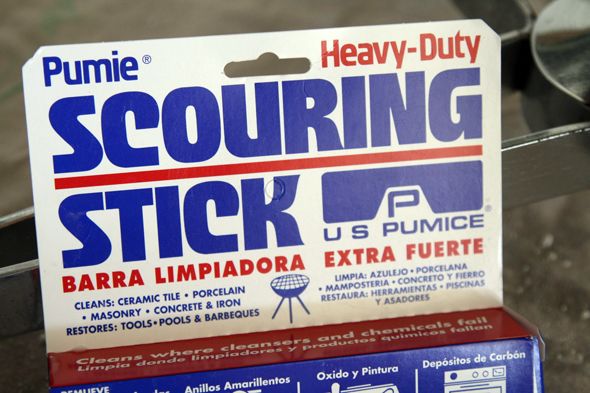 Pumie® Heavy-Duty
SCOURING
STICK
P
U S PUMICE®
BARRA LIMPIADORA EXTRA FUERTE
CLEANS: CERAMIC TILE • PORCELAIN
• MASONRY • CONCRETE & IRON
RESTORES: TOOLS • POOLS & BARBEQUES
LIMPIA: AZULEJO • PORCELANA
• MAMPOSTERIA • CONCRETO Y FIERRO
RESTAURA: HERRAMIENTAS • PISCINAS
Y ASADORES
Cleans where cleansers and chemicals fail
Limpia donde limpiadores y productos quimicos fallan
REMUEVE
Anillos Amarillentos
Oxido y Pintura
Depósitos de Carbón